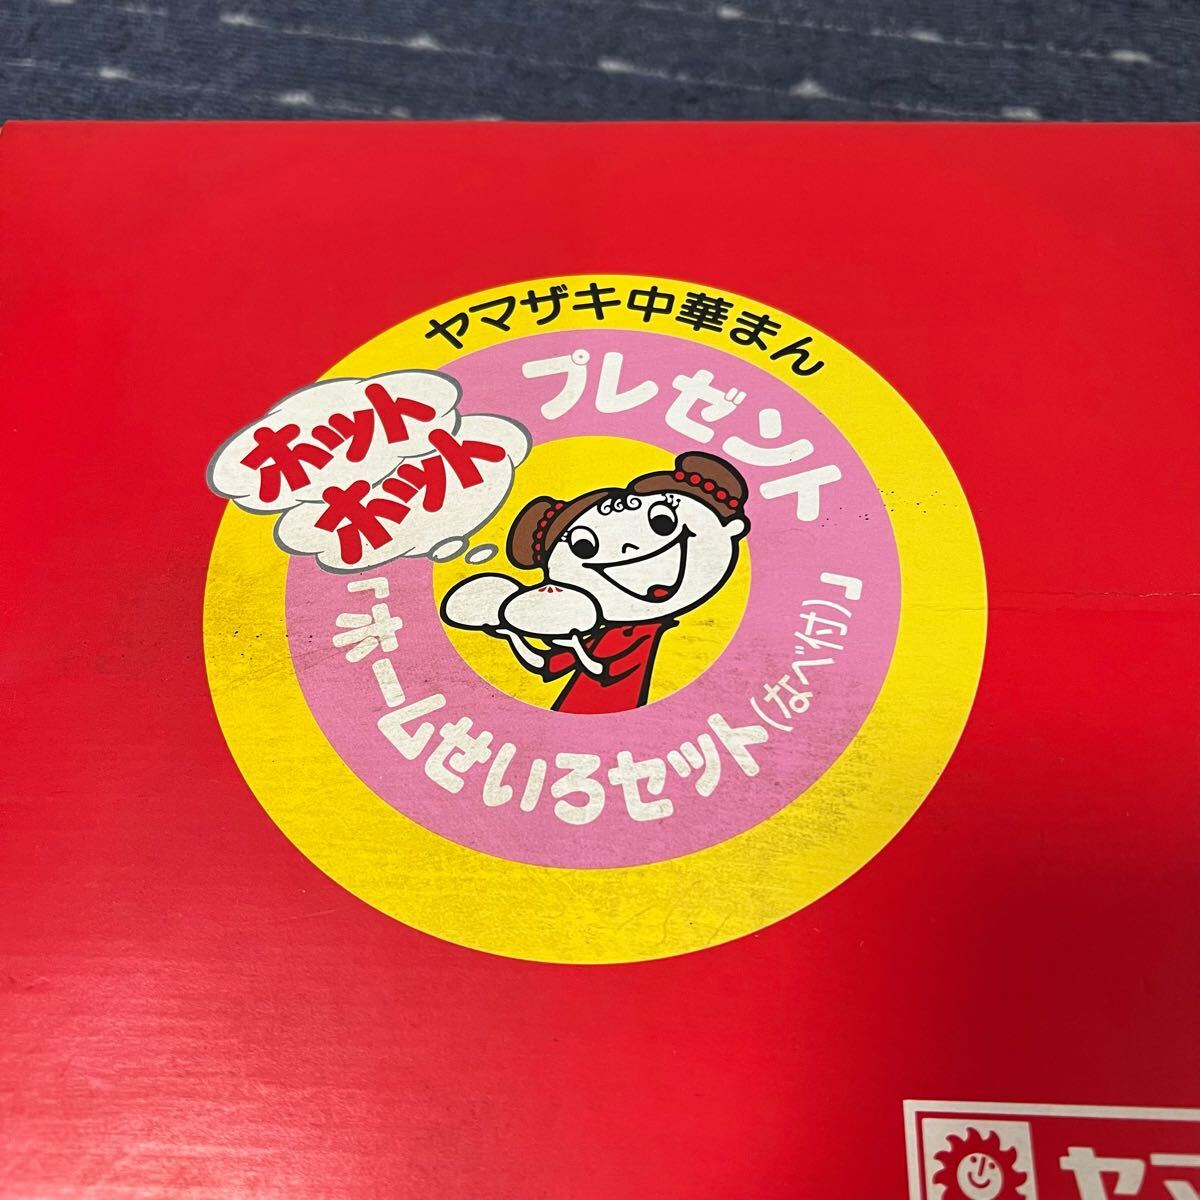 ヤマザキ中華まん
プレゼント
ホット
ホット
「ホームせいろセット(なべ付)」
ヤマ